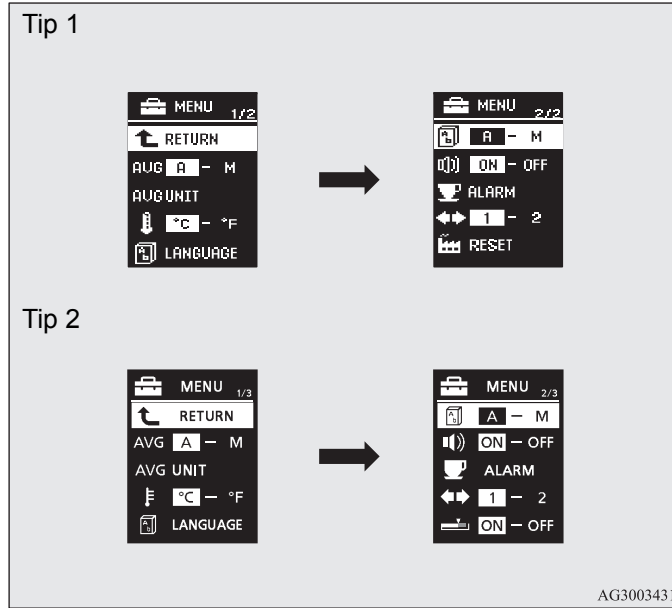 Tip 1
MENU 1/2
RETURN
AVG A – M
AVG UNIT
°C – °F
LANGUAGE
MENU 2/2
A – M
ON – OFF
ALARM
1 – 2
RESET
Tip 2
MENU 1/3
RETURN
AVG A – M
AVG UNIT
°C – °F
LANGUAGE
MENU 2/3
A – M
ON – OFF
ALARM
1 – 2
ON – OFF